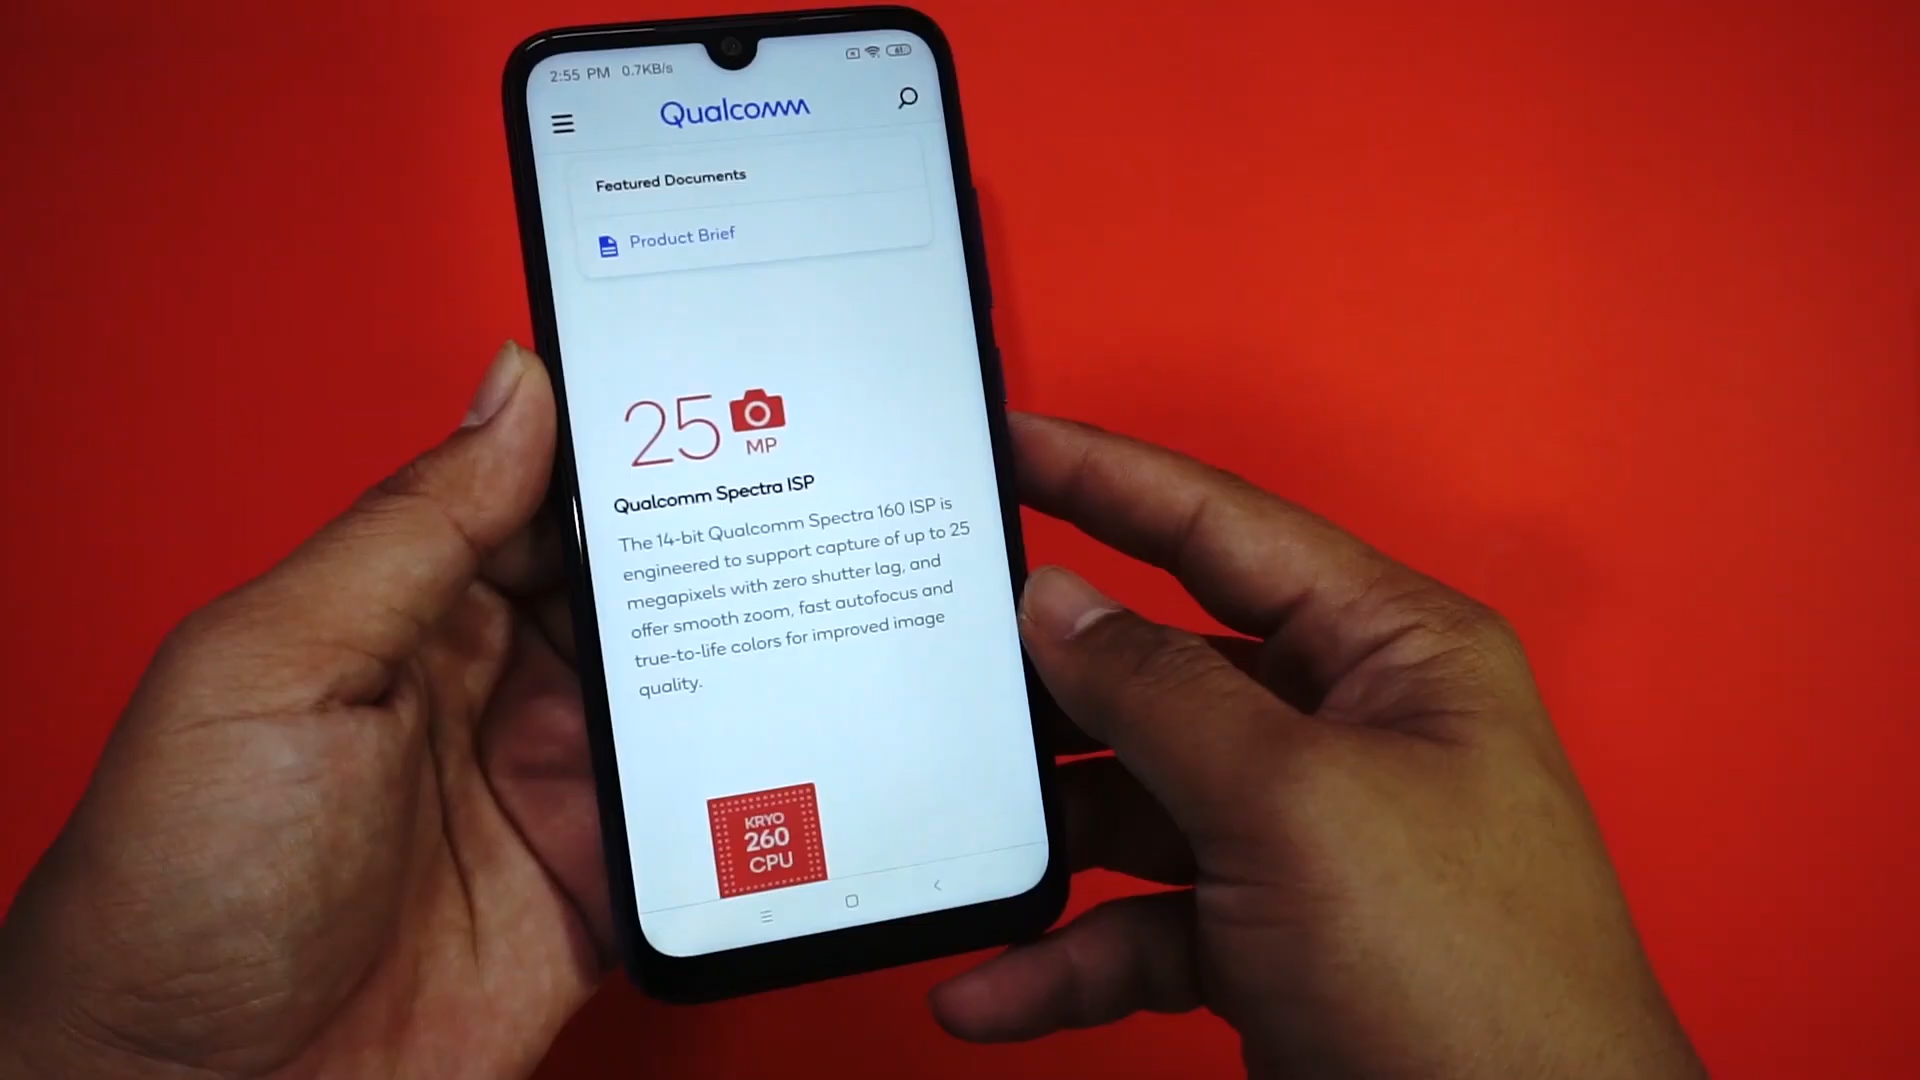 2:55 PM 0.7KB/s
61
Qualcomm
Featured Documents
Product Brief
25
MP
Qualcomm Spectra ISP
The 14-bit Qualcomm Spectra 160 ISP is
engineered to support capture of up to 25
megapixels with zero shutter lag, and
offer smooth zoom, fast autofocus and
true-to-life colors for improved image
quality.
KRYO
260
CPU